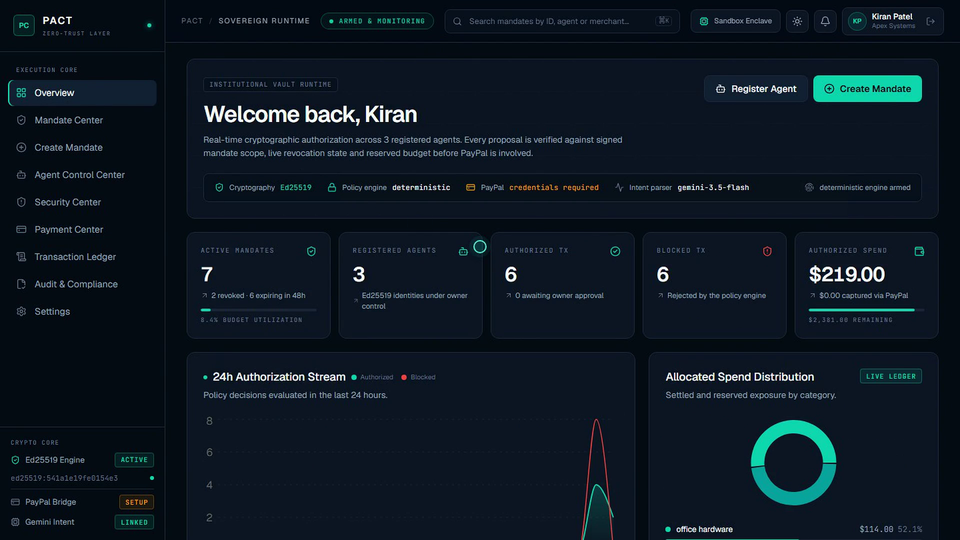 PC
PACT
ZERO-TRUST LAYER
PACT / SOVEREIGN RUNTIME
ARMED & MONITORING
Search mandates by ID, agent or merchant...
⌘K
Sandbox Enclave
KP
Kiran Patel
Apex Systems
EXECUTION CORE
Overview
Mandate Center
Create Mandate
Agent Control Center
Security Center
Payment Center
Transaction Ledger
Audit & Compliance
Settings
CRYPTO CORE
Ed25519 Engine
ACTIVE
ed25519:541a1e19fe0154e3
PayPal Bridge
SETUP
Gemini Intent
LINKED
INSTITUTIONAL VAULT RUNTIME
Welcome back, Kiran
Real-time cryptographic authorization across 3 registered agents. Every proposal is verified against signed
mandate scope, live revocation state and reserved budget before PayPal is involved.
Register Agent
Create Mandate
Cryptography Ed25519
Policy engine deterministic
PayPal credentials required
Intent parser gemini-3.5-flash
deterministic engine armed
ACTIVE MANDATES
7
2 revoked · 6 expiring in 48h
8.4% BUDGET UTILIZATION
REGISTERED AGENTS
3
Ed25519 identities under owner
control
AUTHORIZED TX
6
0 awaiting owner approval
BLOCKED TX
6
Rejected by the policy engine
AUTHORIZED SPEND
$219.00
$0.00 captured via PayPal
$2,381.00 REMAINING
24h Authorization Stream
Authorized
Blocked
Policy decisions evaluated in the last 24 hours.
8
6
4
2
Allocated Spend Distribution
LIVE LEDGER
Settled and reserved exposure by category.
office hardware
$114.00 52.1%